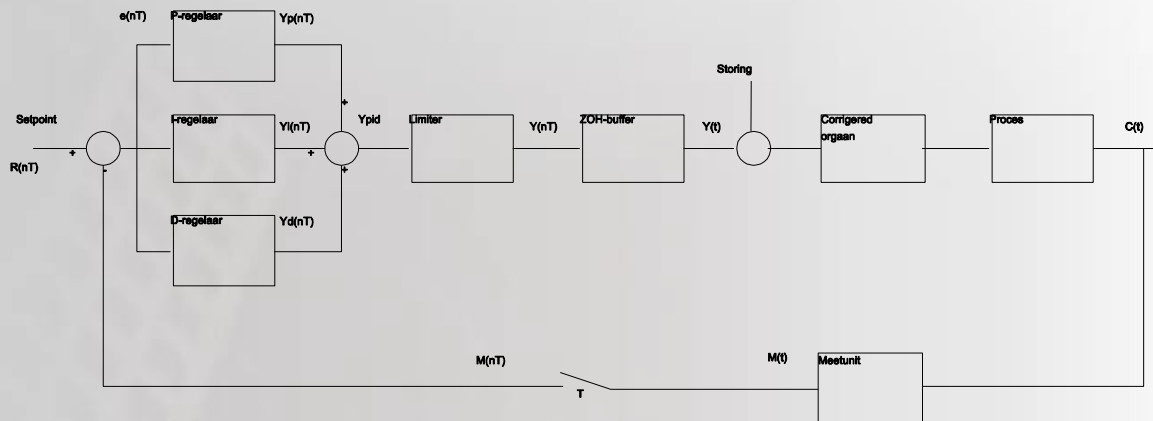 e(nT)
P-regelaar
Yp(nT)
Storing
Setpoint
I-regelaar
YI(nT)
Ypid
Limiter
Y(nT)
ZOH-buffer
Y(t)
Corrigered
orgaan
Proces
C(t)
R(nT)
+
-
+
+
+
D-regelaar
Yd(nT)
M(nT)
T
M(t)
Meetunit